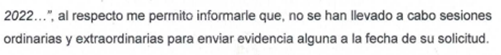 2022...", al respecto me permito informarle que, no se han llevado a cabo sesiones
ordinarias y extraordinarias para enviar evidencia alguna a la fecha de su solicitud.